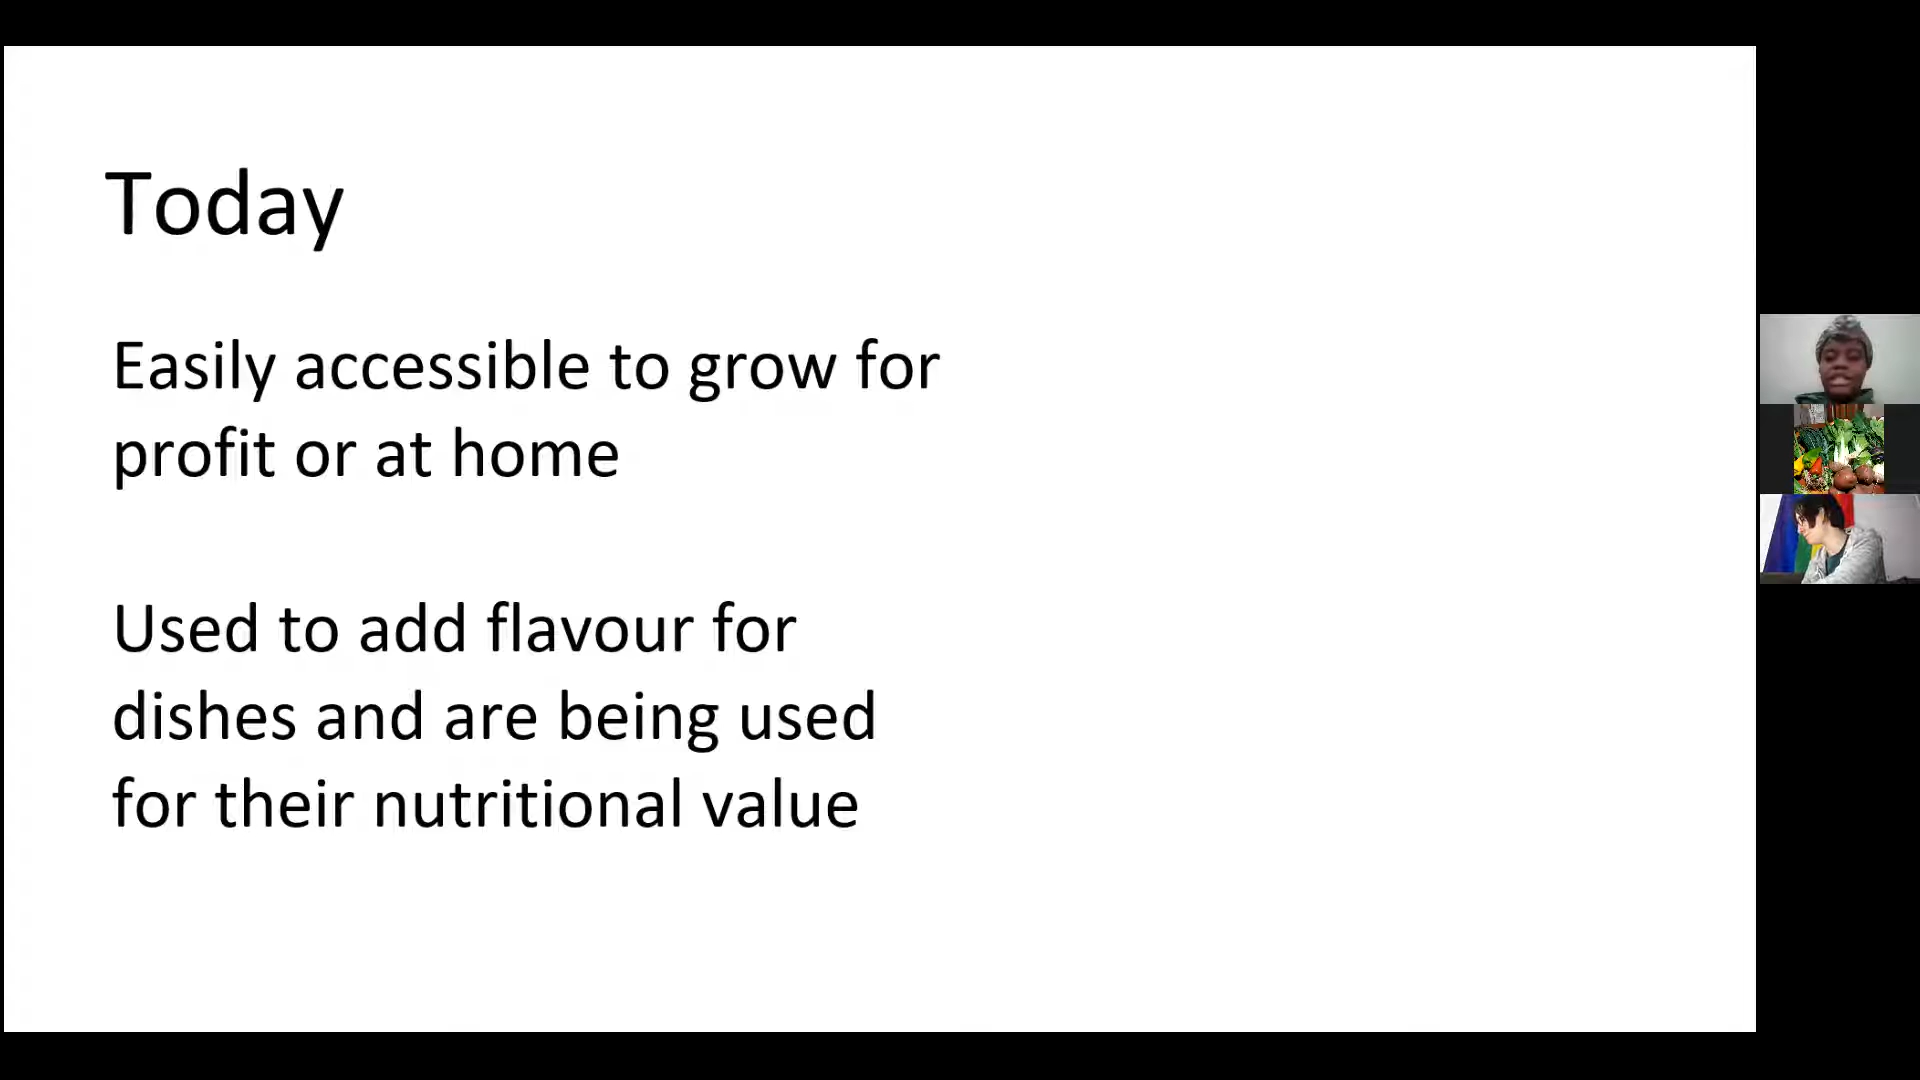 Today
Easily accessible to grow for
profit or at home
Used to add flavour for
dishes and are being used
for their nutritional value